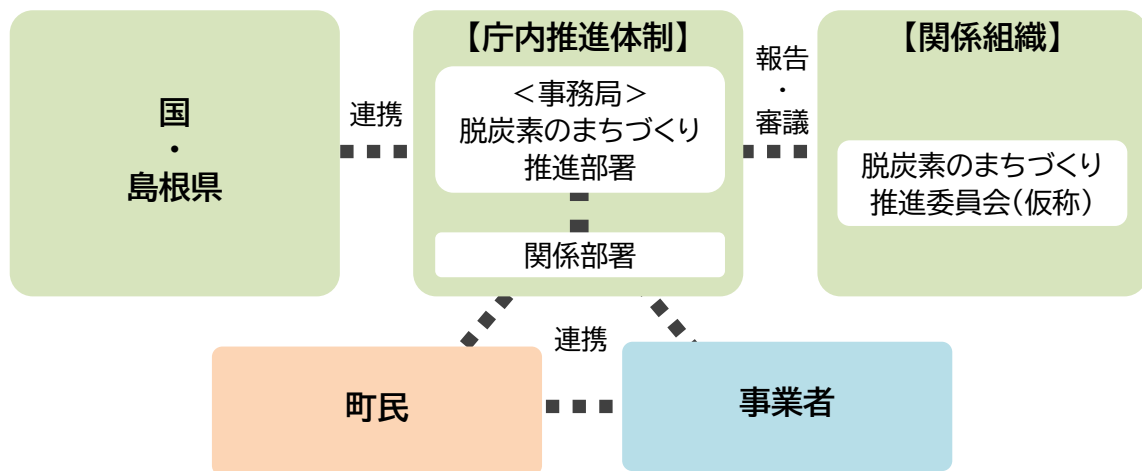 国
・
島根県
連携
【庁内推進体制】
＜事務局＞
脱炭素のまちづくり
推進部署
関係部署
報告
・
審議
【関係組織】
脱炭素のまちづくり
推進委員会（仮称）
連携
町民
事業者